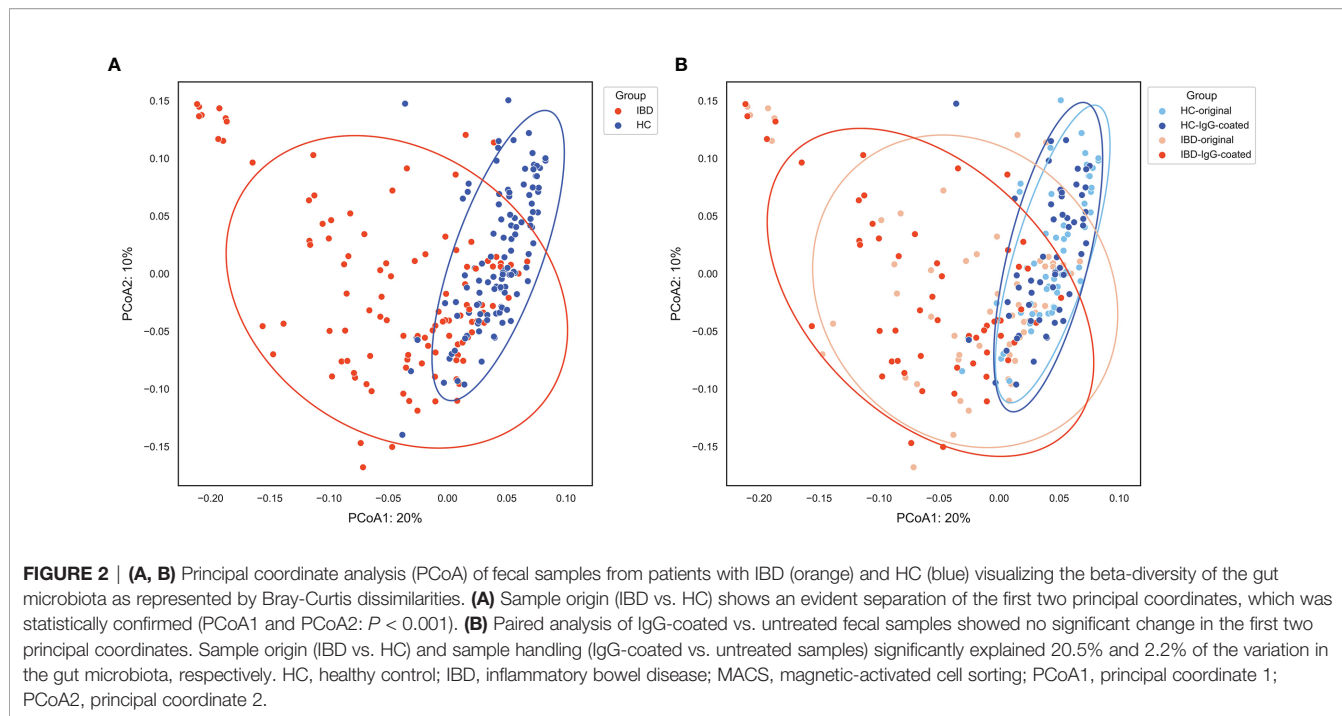 A
Group
IBD
HC
0.15
0.10
0.05
0.00
−0.05
−0.10
−0.15
PCoA2: 10%
−0.20
−0.15
−0.10
−0.05
0.00
0.05
0.10
PCoA1: 20%
B
Group
HC-original
HC-IgG-coated
IBD-original
IBD-IgG-coated
0.15
0.10
0.05
0.00
−0.05
−0.10
−0.15
PCoA2: 10%
−0.20
−0.15
−0.10
−0.05
0.00
0.05
0.10
PCoA1: 20%
FIGURE 2 | (A, B) Principal coordinate analysis (PCoA) of fecal samples from patients with IBD (orange) and HC (blue) visualizing the beta-diversity of the gut
microbiota as represented by Bray-Curtis dissimilarities. (A) Sample origin (IBD vs. HC) shows an evident separation of the first two principal coordinates, which was
statistically confirmed (PCoA1 and PCoA2: P < 0.001). (B) Paired analysis of IgG-coated vs. untreated fecal samples showed no significant change in the first two
principal coordinates. Sample origin (IBD vs. HC) and sample handling (IgG-coated vs. untreated samples) significantly explained 20.5% and 2.2% of the variation in
the gut microbiota, respectively. HC, healthy control; IBD, inflammatory bowel disease; MACS, magnetic-activated cell sorting; PCoA1, principal coordinate 1;
PCoA2, principal coordinate 2.